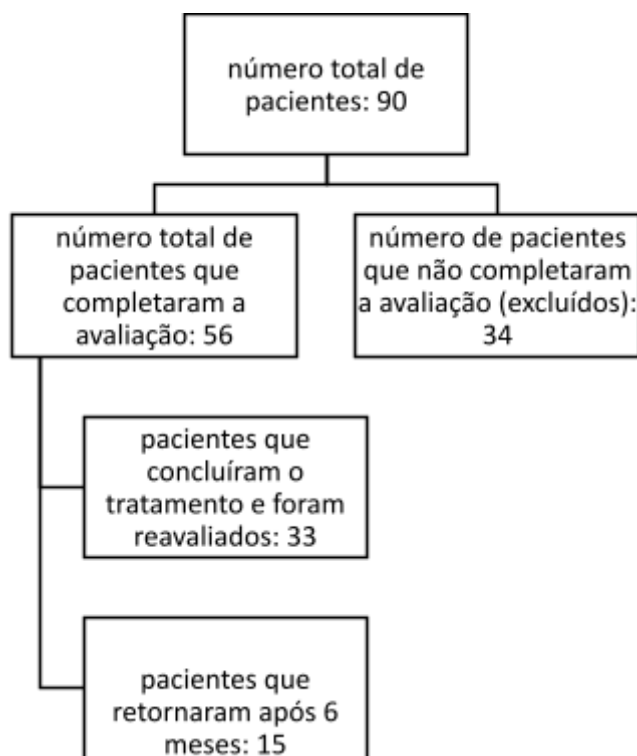 número total de
pacientes: 90
número total de
pacientes que
completaram a
avaliação: 56
número de pacientes
que não completaram
a avaliação (excluídos):
34
pacientes que
concluíram o
tratamento e foram
reavaliados: 33
pacientes que
retornaram após 6
meses: 15